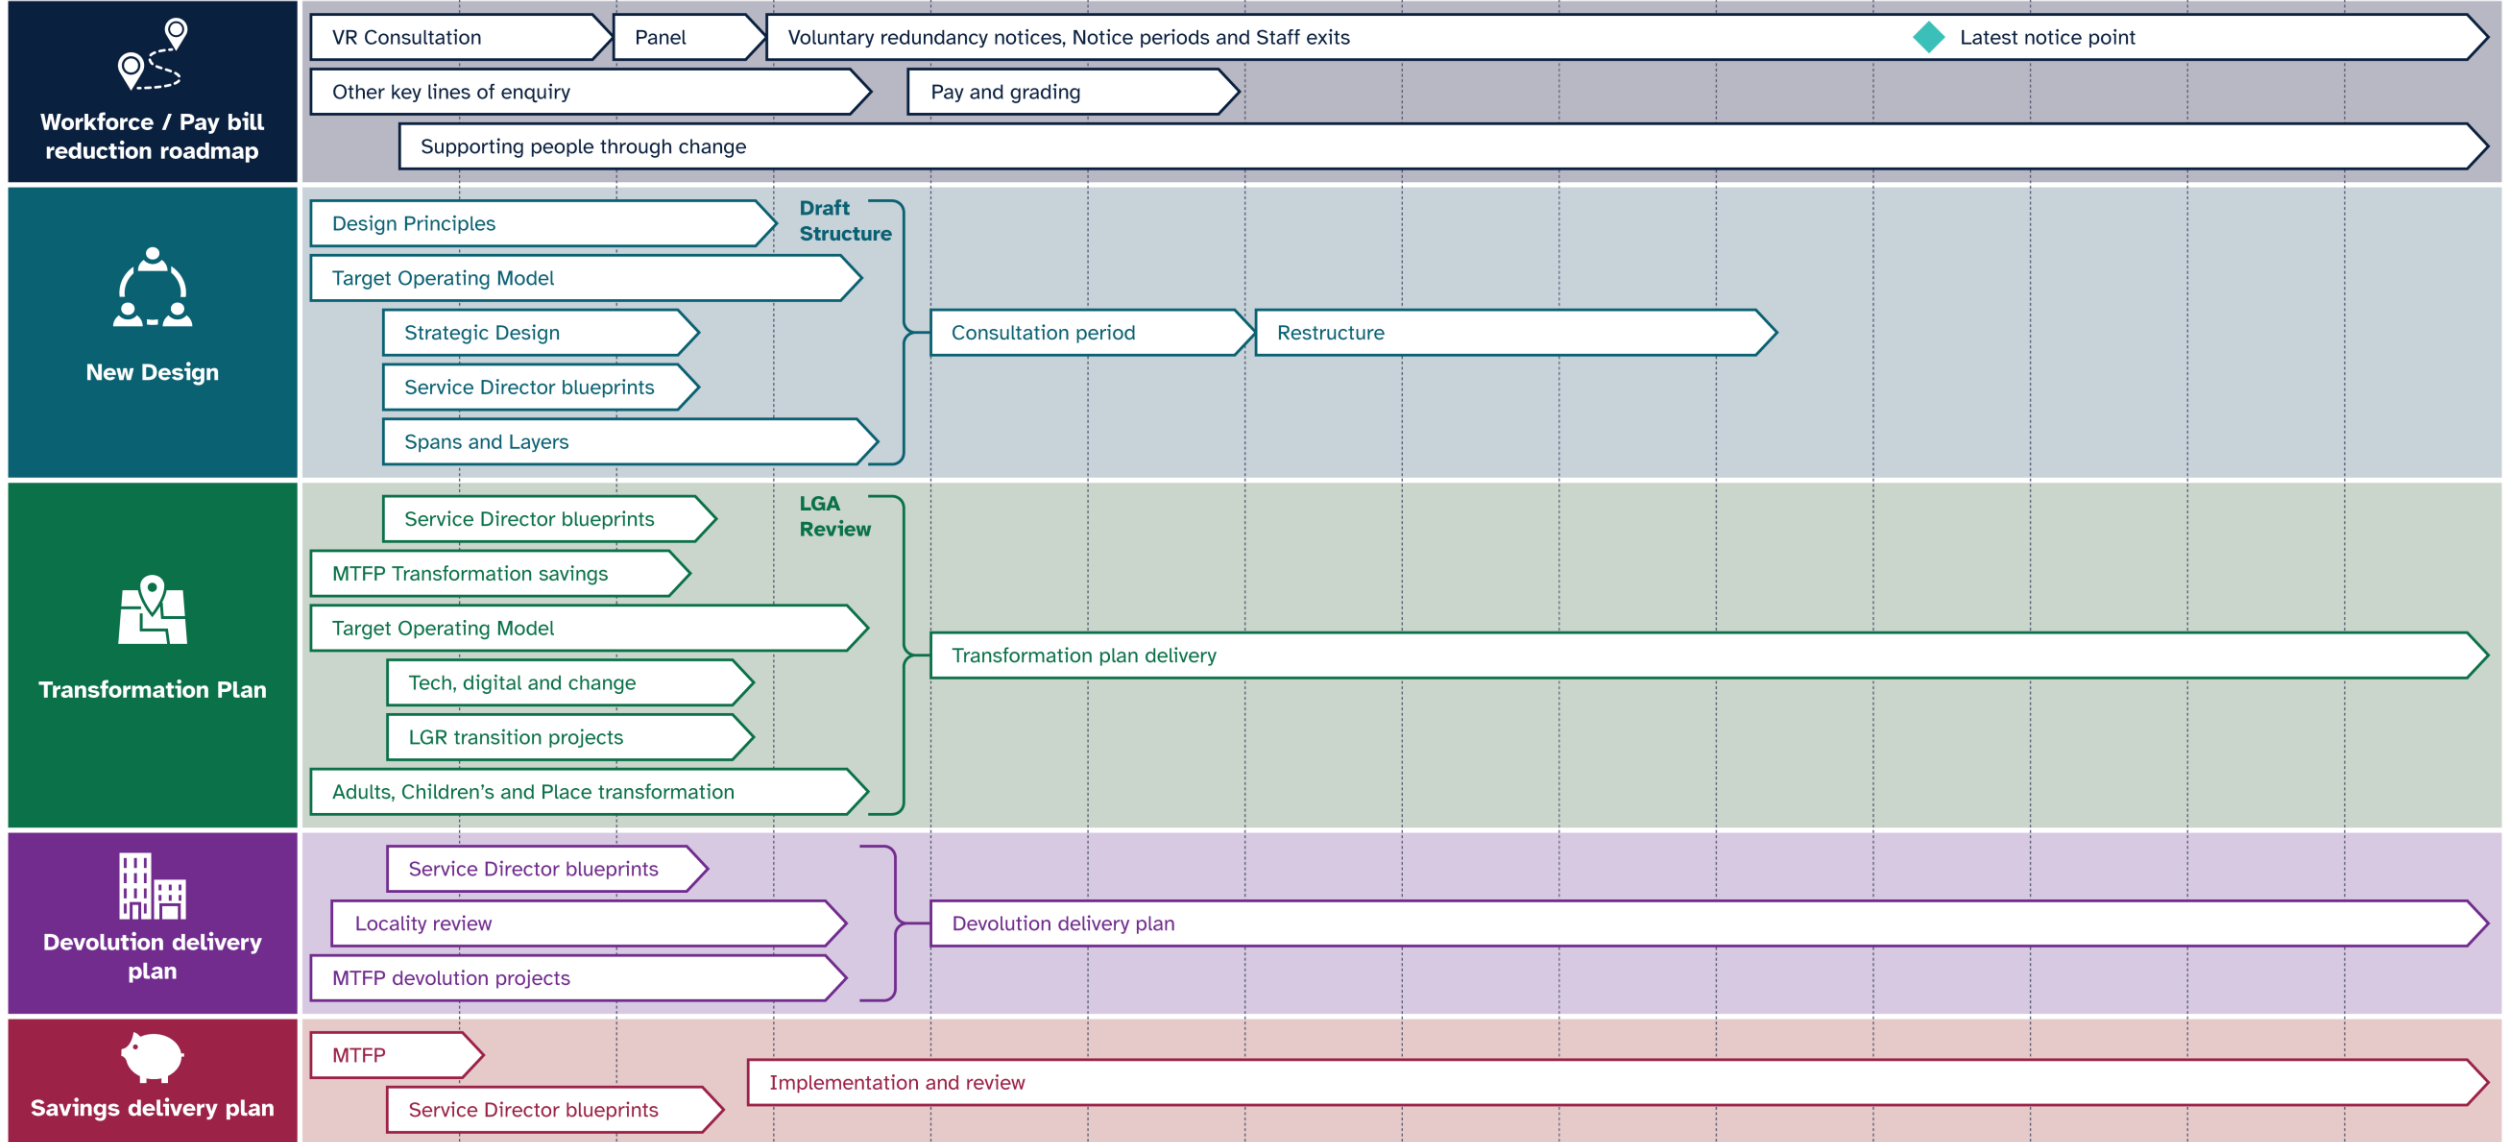 Workforce / Pay bill
reduction roadmap
VR Consultation
Panel
Voluntary redundancy notices, Notice periods and Staff exits
Latest notice point
Other key lines of enquiry
Pay and grading
Supporting people through change
New Design
Design Principles
Draft
Structure
Target Operating Model
Strategic Design
Consultation period
Restructure
Service Director blueprints
Spans and Layers
Transformation Plan
Service Director blueprints
LGA
Review
MTFP Transformation savings
Target Operating Model
Transformation plan delivery
Tech, digital and change
LGR transition projects
Adults, Children’s and Place transformation
Devolution delivery
plan
Service Director blueprints
Locality review
Devolution delivery plan
MTFP devolution projects
Savings delivery plan
MTFP
Implementation and review
Service Director blueprints